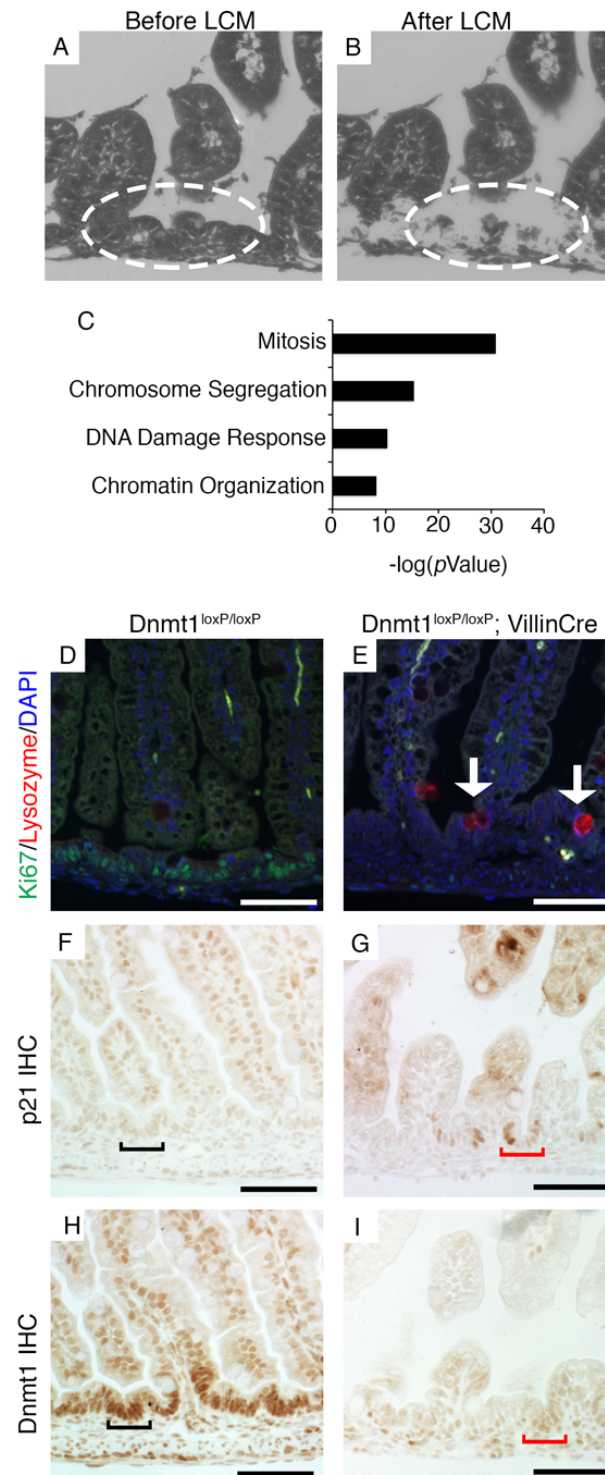 Before LCM
After LCM
A
B
C
Mitosis
Chromosome Segregation
DNA Damage Response
Chromatin Organization
0 10 20 30 40
-log(pValue)
Dnmt1loxP/loxP
Dnmt1loxP/loxP; VillinCre
Ki67/Lysozyme/DAPI
D
E
p21 IHC
F
G
Dnmt1 IHC
H
I